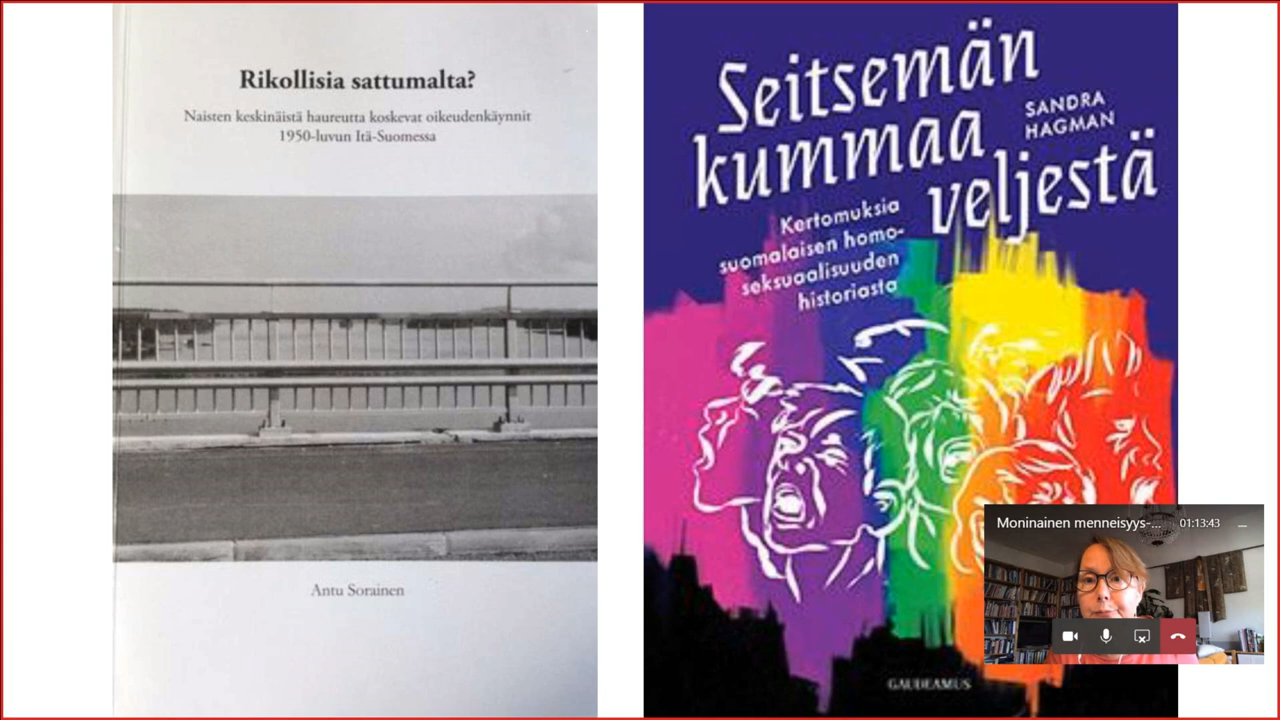 Rikollisia sattumalta?
Naisten keskinäistä haureutta koskevat oikeudenkäynnit
1950-luvun Itä-Suomessa
Antu Sorainen
Seitsemän
kummaa
veljestä
SANDRA
HAGMAN
Kertomuksia
suomalaisen homo-
seksuaalisuuden
historiasta
GAUDEAMUS
Moninainen menneisyys-... 01:13:43